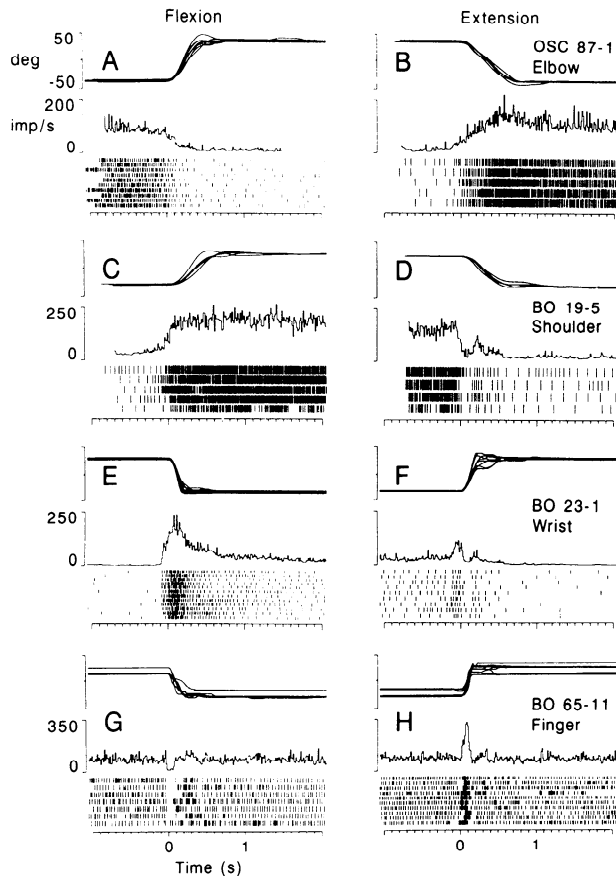 Flexion
Extension
deg
50
-50
A
B
OSC 87-1
Elbow
imp/s
200
0
C
D
BO 19-5
Shoulder
250
0
E
F
BO 23-1
Wrist
250
0
G
H
BO 65-11
Finger
350
0
0 1
0 1
Time (s)